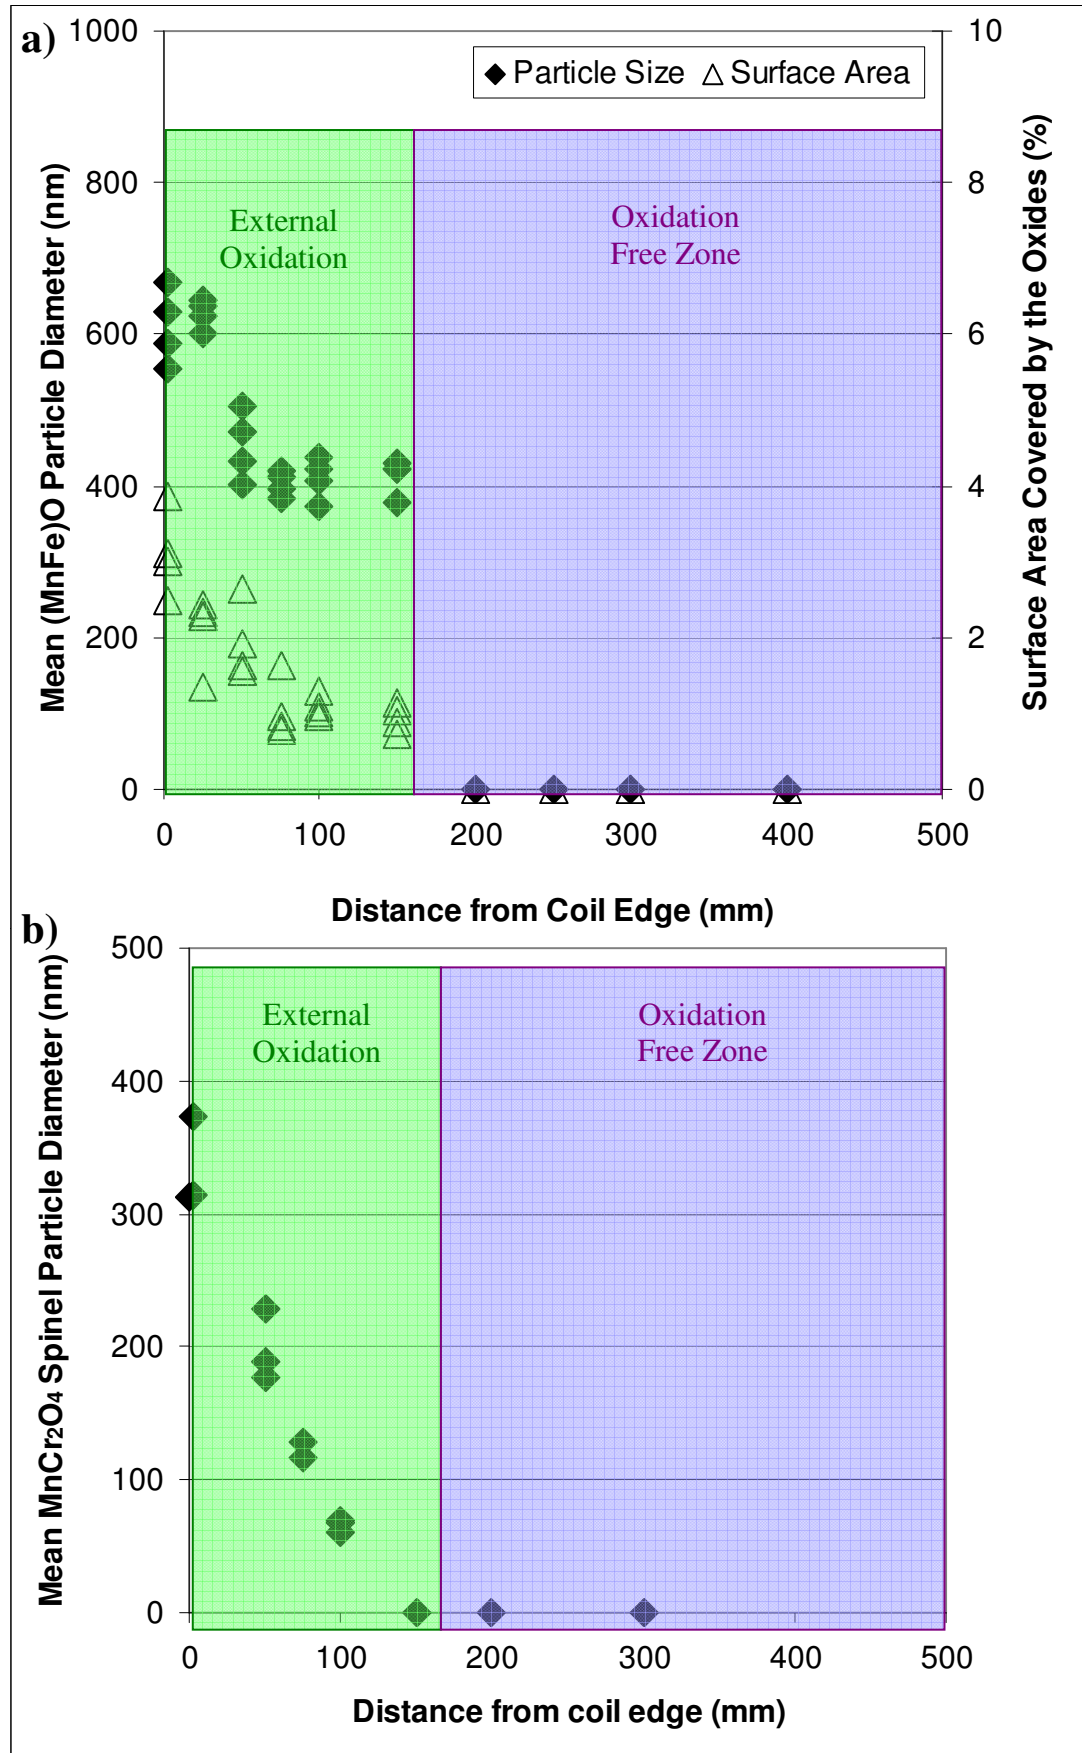 a)
1000
10
Particle Size
Surface Area
External
Oxidation
Oxidation
Free Zone
800
8
600
6
400
4
200
2
0
0
0
100
200
300
400
500
Mean (MnFe)O Particle Diameter (nm)
Surface Area Covered by the Oxides (%)
Distance from Coil Edge (mm)
b)
500
External
Oxidation
Oxidation
Free Zone
400
300
200
100
0
0
100
200
300
400
500
Mean MnCr₂O₄ Spinel Particle Diameter (nm)
Distance from coil edge (mm)